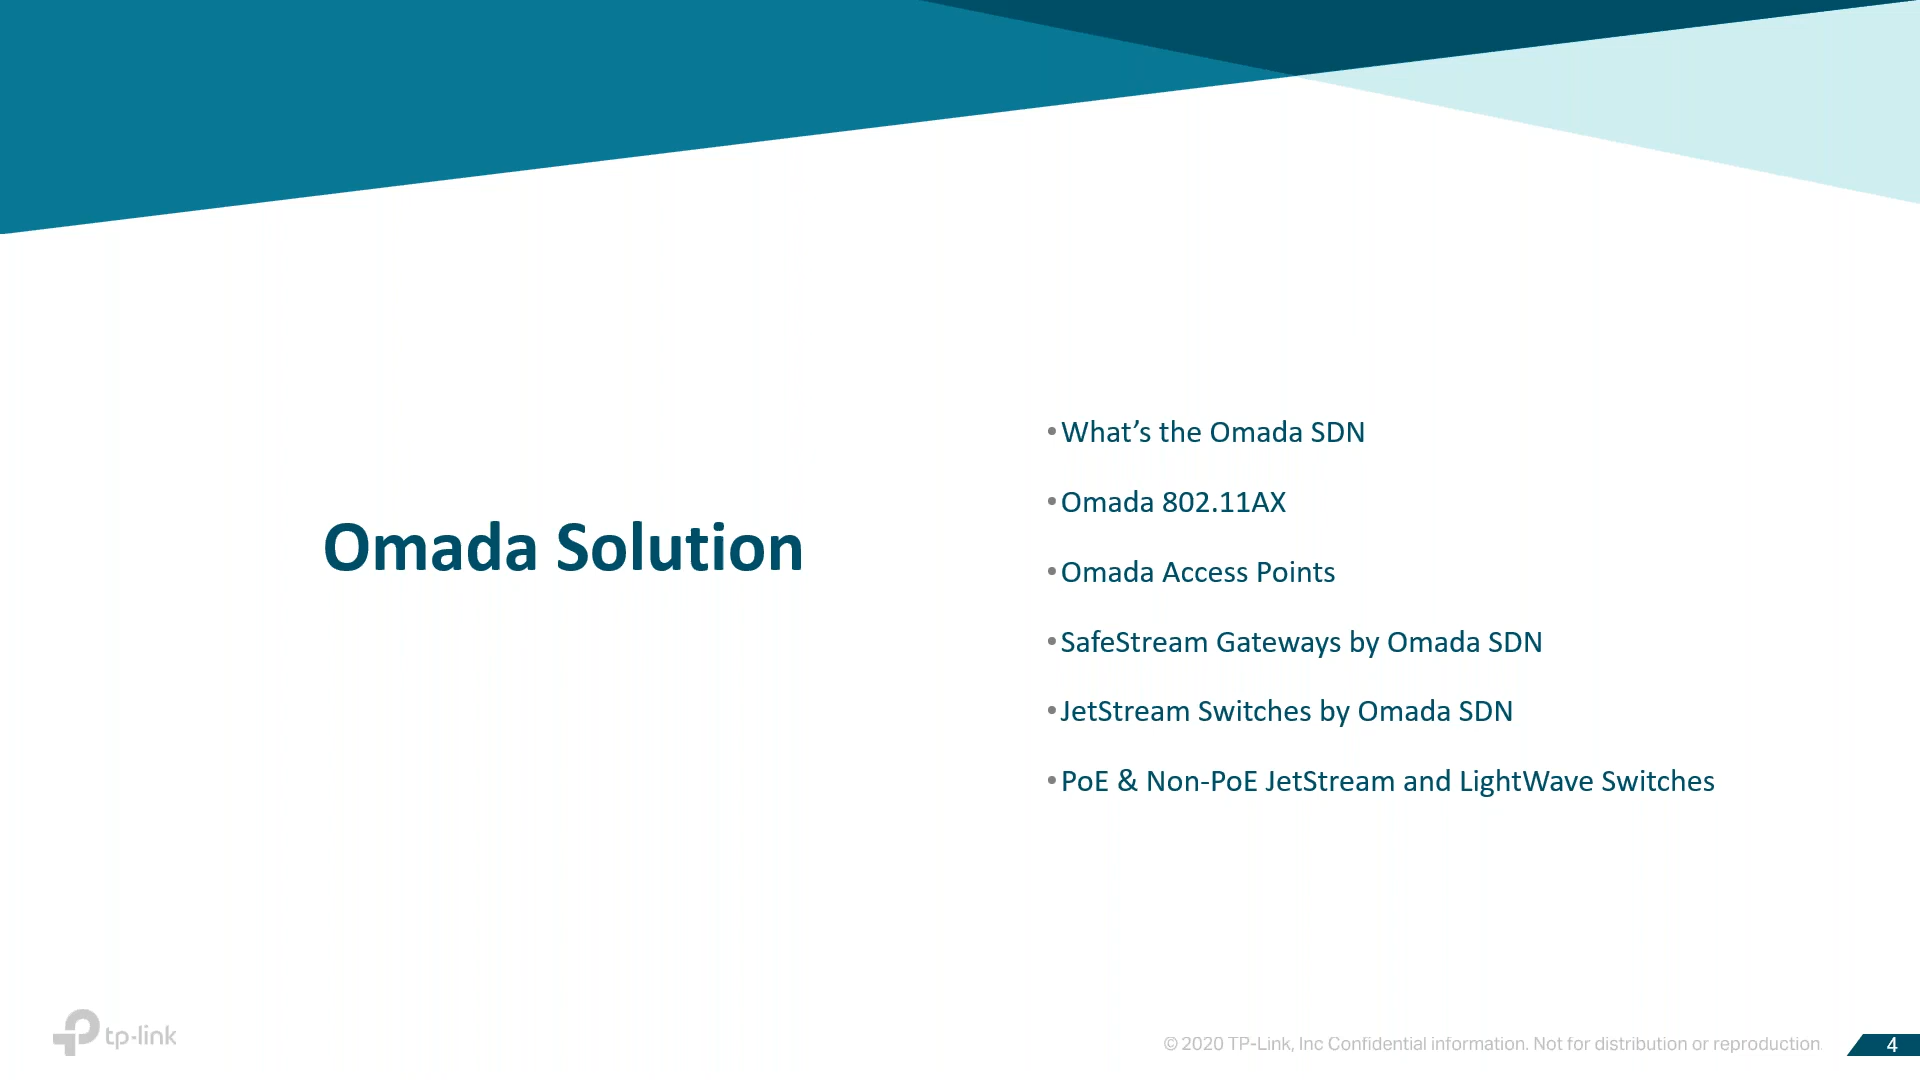 Omada Solution
•What’s the Omada SDN
•Omada 802.11AX
•Omada Access Points
•SafeStream Gateways by Omada SDN
•JetStream Switches by Omada SDN
•PoE & Non-PoE JetStream and LightWave Switches
tp-link
© 2020 TP-Link, Inc Confidential information. Not for distribution or reproduction.
4